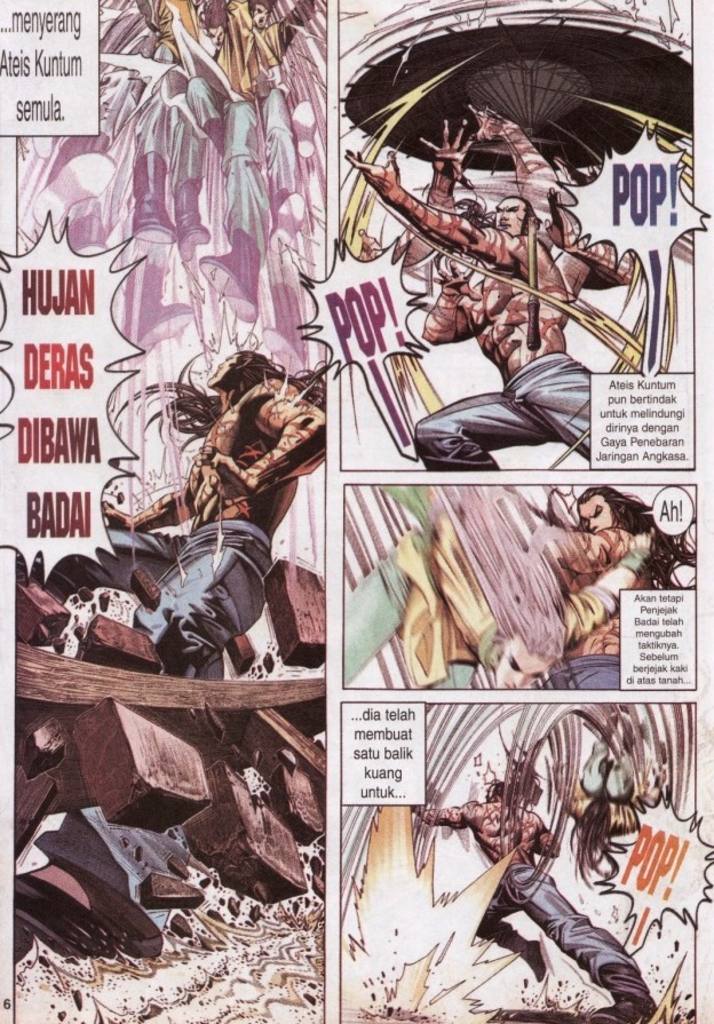 ...menyerang
Ateis Kuntum
semula.
HUJAN
DERAS
DIBAWA
BADAI
POP!
POP!
Ateis Kuntum
pun bertindak
untuk melindungi
dirinya dengan
Gaya Penebaran
Jaringan Angkasa.
Ah!
Akan tetapi
Penjejak
Badai telah
mengubah
taktiknya.
Sebelum
berjejak kaki
di atas tanah...
...dia telah
membuat
satu balik
kuang
untuk...
POP!
6